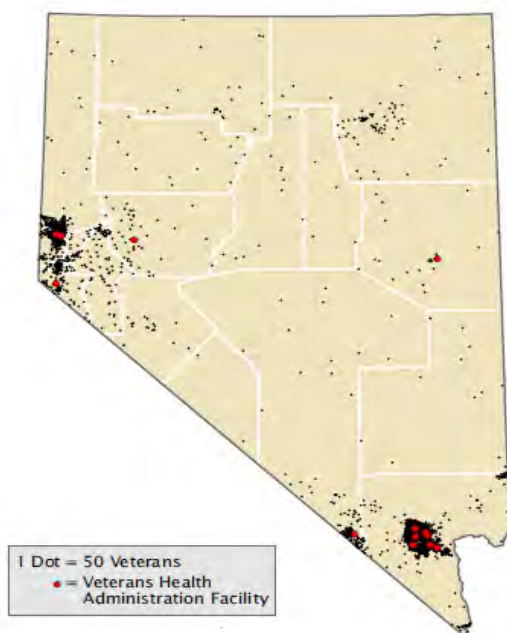 1 Dot = 50 Veterans
= Veterans Health
Administration Facility